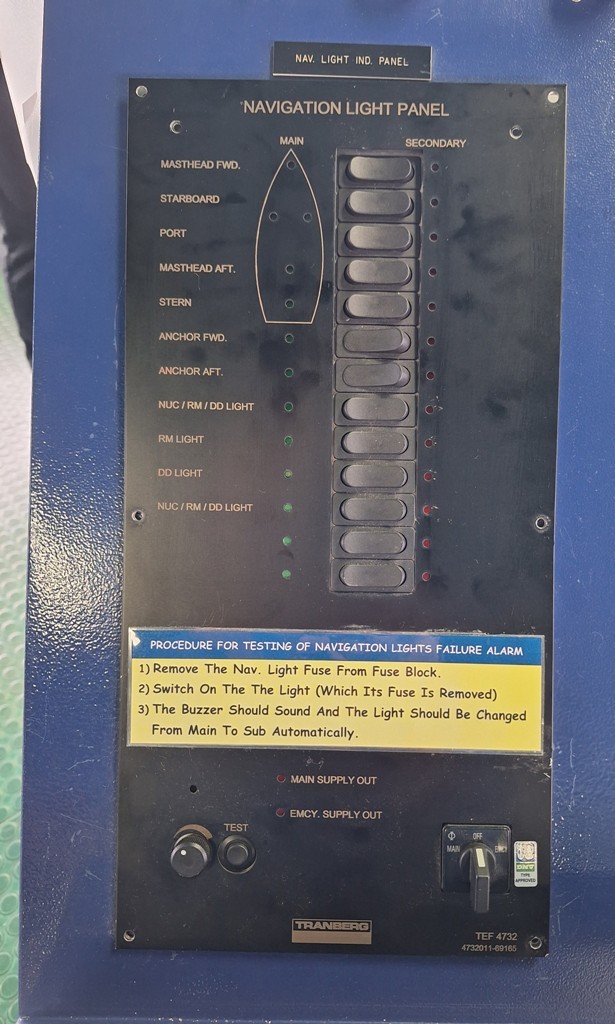 NAV. LIGHT IND. PANEL
NAVIGATION LIGHT PANEL
MAIN
SECONDARY
MASTHEAD FWD.
STARBOARD
PORT
MASTHEAD AFT.
STERN
ANCHOR FWD.
ANCHOR AFT.
NUC / RM / DD LIGHT
RM LIGHT
DD LIGHT
NUC / RM / DD LIGHT
PROCEDURE FOR TESTING OF NAVIGATION LIGHTS FAILURE ALARM
1) Remove The Nav. Light Fuse From Fuse Block.
2) Switch On The The Light (Which Its Fuse Is Removed)
3) The Buzzer Should Sound And The Light Should Be Changed
From Main To Sub Automatically.
MAIN SUPPLY OUT
EMCY. SUPPLY OUT
TEST
OFF
MAIN
TYPE
APPROVED
TRANBERG
TEF 4732
4732011-69165